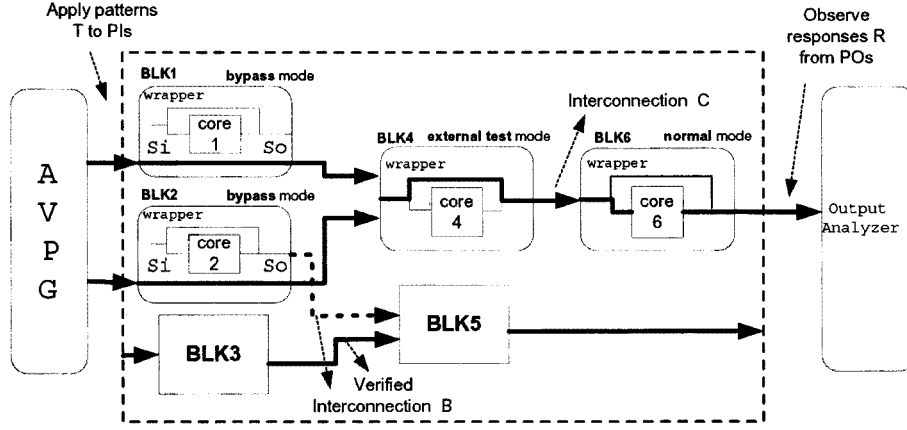 Apply patterns
T to PIs
Observe
responses R
from POs
BLK1 bypass mode
wrapper
core
1
Si So
Interconnection C
BLK4 external test mode
wrapper
core
4
BLK6 normal mode
wrapper
core
6
A
V
P
G
BLK2 bypass mode
wrapper
core
2
Si So
Output
Analyzer
BLK5
BLK3
Verified
Interconnection B